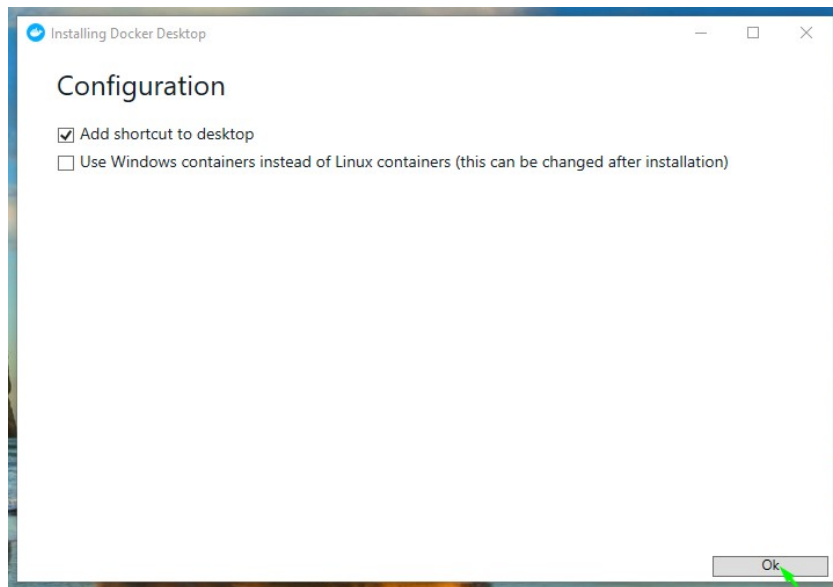 Installing Docker Desktop
Configuration
Add shortcut to desktop
Use Windows containers instead of Linux containers (this can be changed after installation)
Ok